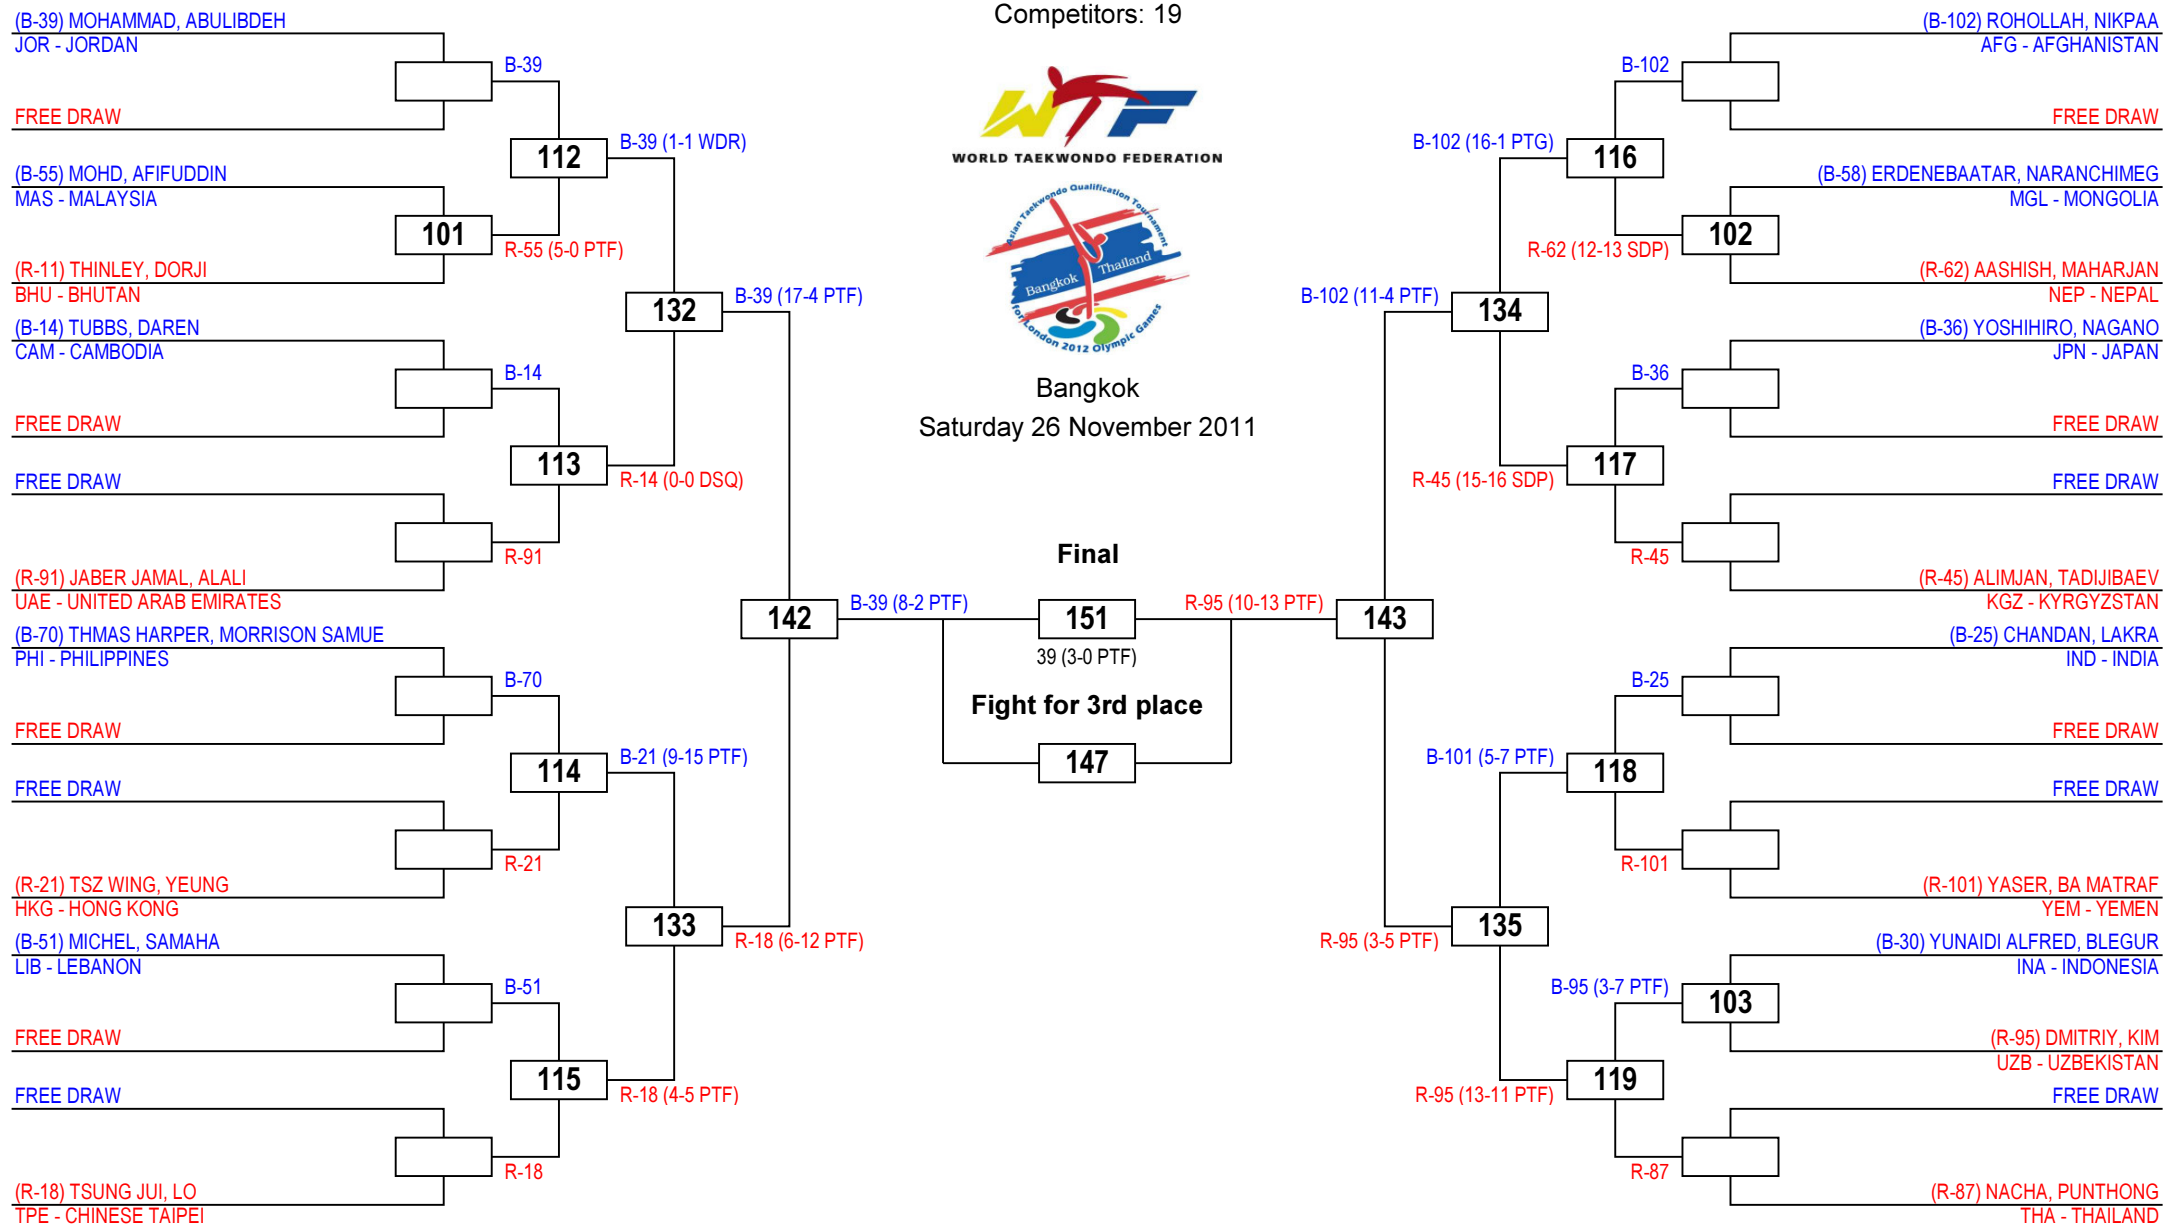 Competitors: 19
WTF
WORLD TAEKWONDO FEDERATION
Asian Taekwondo Qualification Tournament
Bangkok Thailand
for London 2012 Olympic Games
Bangkok
Saturday 26 November 2011
(B-39) MOHAMMAD, ABULIBDEH
JOR - JORDAN
B-39
FREE DRAW
112
B-39 (1-1 WDR)
(B-55) MOHD, AFIFUDDIN
MAS - MALAYSIA
101
R-55 (5-0 PTF)
(R-11) THINLEY, DORJI
BHU - BHUTAN
132
B-39 (17-4 PTF)
(B-14) TUBBS, DAREN
CAM - CAMBODIA
B-14
FREE DRAW
113
R-14 (0-0 DSQ)
FREE DRAW
R-91
(R-91) JABER JAMAL, ALALI
UAE - UNITED ARAB EMIRATES
142
B-39 (8-2 PTF)
(B-70) THMAS HARPER, MORRISON SAMUE
PHI - PHILIPPINES
B-70
FREE DRAW
114
B-21 (9-15 PTF)
FREE DRAW
R-21
(R-21) TSZ WING, YEUNG
HKG - HONG KONG
133
R-18 (6-12 PTF)
(B-51) MICHEL, SAMAHA
LIB - LEBANON
B-51
FREE DRAW
115
R-18 (4-5 PTF)
FREE DRAW
R-18
(R-18) TSUNG JUI, LO
TPE - CHINESE TAIPEI
Final
151
39 (3-0 PTF)
Fight for 3rd place
147
(B-102) ROHOLLAH, NIKPAA
AFG - AFGHANISTAN
B-102
FREE DRAW
B-102 (16-1 PTG)
116
(B-58) ERDENEBAATAR, NARANCHIMEG
MGL - MONGOLIA
102
R-62 (12-13 SDP)
(R-62) AASHISH, MAHARJAN
NEP - NEPAL
B-102 (11-4 PTF)
134
(B-36) YOSHIHIRO, NAGANO
JPN - JAPAN
B-36
FREE DRAW
117
R-45 (15-16 SDP)
FREE DRAW
R-45
(R-45) ALIMJAN, TADIJIBAEV
KGZ - KYRGYZSTAN
R-95 (10-13 PTF)
143
(B-25) CHANDAN, LAKRA
IND - INDIA
B-25
FREE DRAW
B-101 (5-7 PTF)
118
FREE DRAW
R-101
(R-101) YASER, BA MATRAF
YEM - YEMEN
135
R-95 (3-5 PTF)
(B-30) YUNAIDI ALFRED, BLEGUR
INA - INDONESIA
B-95 (3-7 PTF)
103
(R-95) DMITRIY, KIM
UZB - UZBEKISTAN
119
R-95 (13-11 PTF)
FREE DRAW
R-87
(R-87) NACHA, PUNTHONG
THA - THAILAND